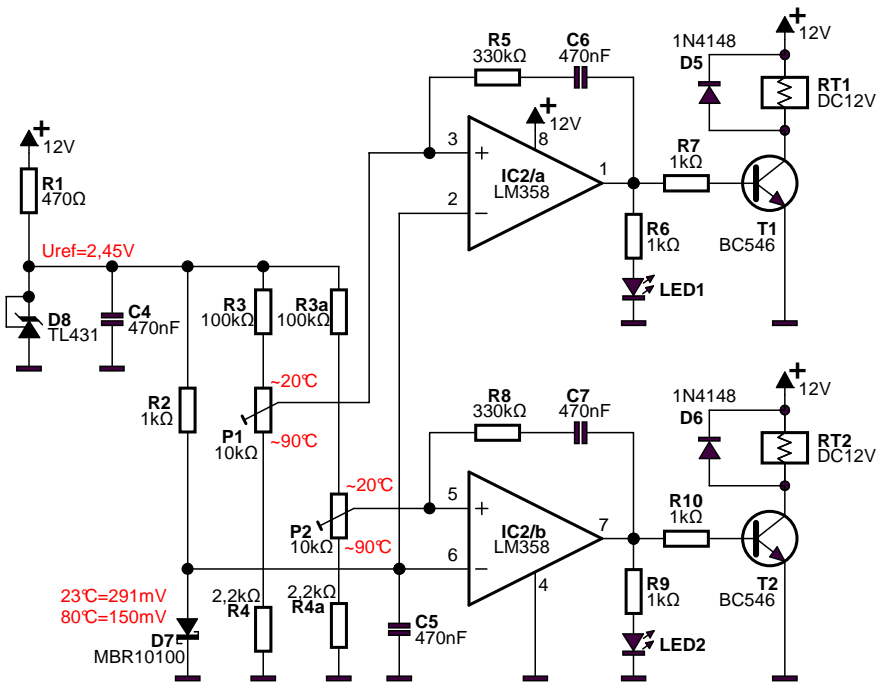 12V
R1
470Ω
Uref=2,45V
D8
TL431
C4
470nF
R2
1kΩ
R3
100kΩ
R3a
100kΩ
~20°C
P1
10kΩ
~90°C
~20°C
P2
10kΩ
~90°C
23°C=291mV
80°C=150mV
D7
MBR10100
2,2kΩ
R4
2,2kΩ
R4a
C5
470nF
R5
330kΩ
C6
470nF
12V
8
3
+
2
−
IC2/a
LM358
1
R7
1kΩ
R6
1kΩ
LED1
1N4148
D5
12V
RT1
DC12V
T1
BC546
R8
330kΩ
C7
470nF
5
+
6
−
IC2/b
LM358
7
4
R10
1kΩ
R9
1kΩ
LED2
1N4148
D6
12V
RT2
DC12V
T2
BC546